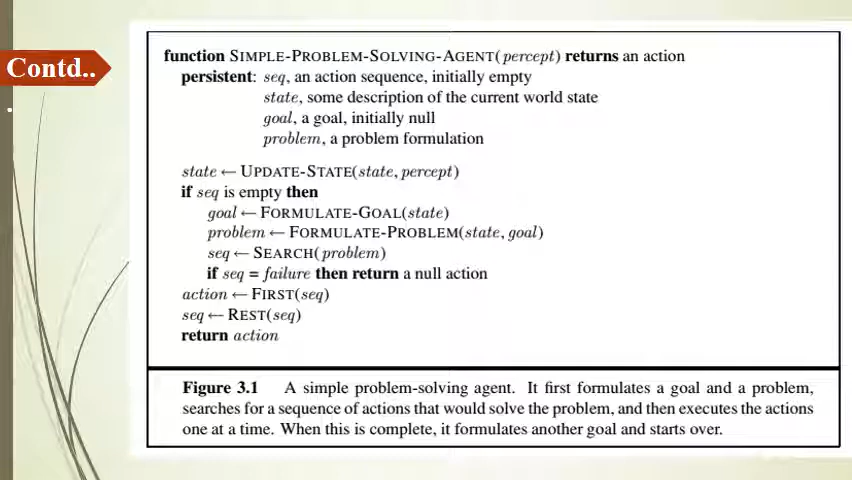 Contd..
.
function SIMPLE-PROBLEM-SOLVING-AGENT(percept) returns an action
persistent: seq, an action sequence, initially empty
state, some description of the current world state
goal, a goal, initially null
problem, a problem formulation
state ← UPDATE-STATE(state, percept)
if seq is empty then
goal ← FORMULATE-GOAL(state)
problem ← FORMULATE-PROBLEM(state, goal)
seq ← SEARCH(problem)
if seq = failure then return a null action
action ← FIRST(seq)
seq ← REST(seq)
return action
Figure 3.1 A simple problem-solving agent. It first formulates a goal and a problem,
searches for a sequence of actions that would solve the problem, and then executes the actions
one at a time. When this is complete, it formulates another goal and starts over.